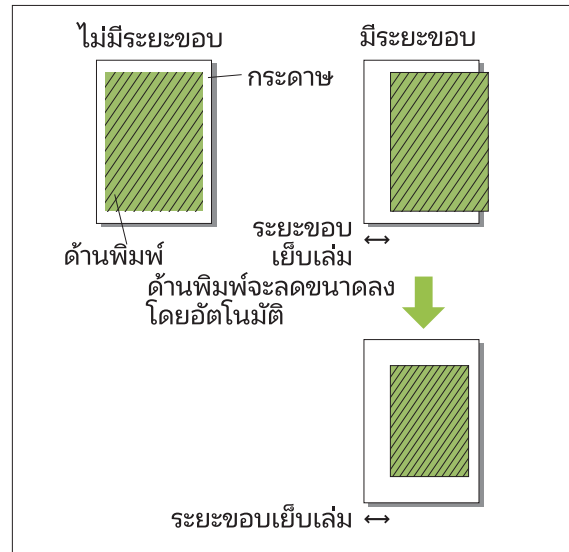 ไม่มีระยะขอบ
มีระยะขอบ
กระดาษ
ด้านพิมพ์
ระยะขอบ
เย็บเล่ม
ด้านพิมพ์จะลดขนาดลง
โดยอัตโนมัติ
ระยะขอบเย็บเล่ม